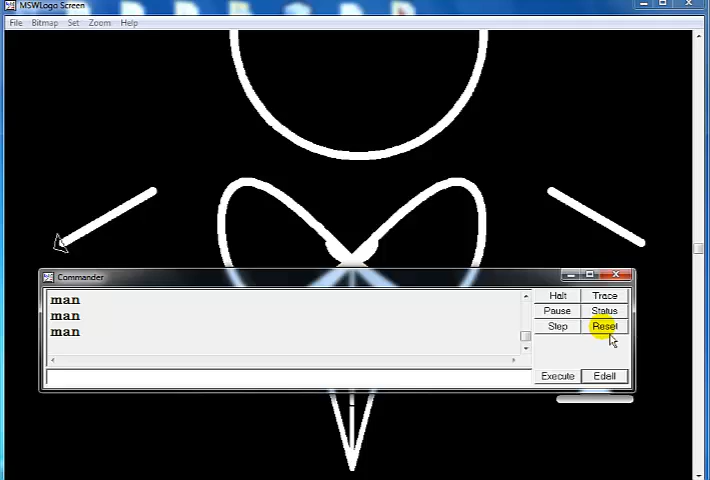 MSWLogo Screen
File Bitmap Set Zoom Help
Commander
man
man
man
Halt Trace
Pause Status
Step Reset
Execute Edall